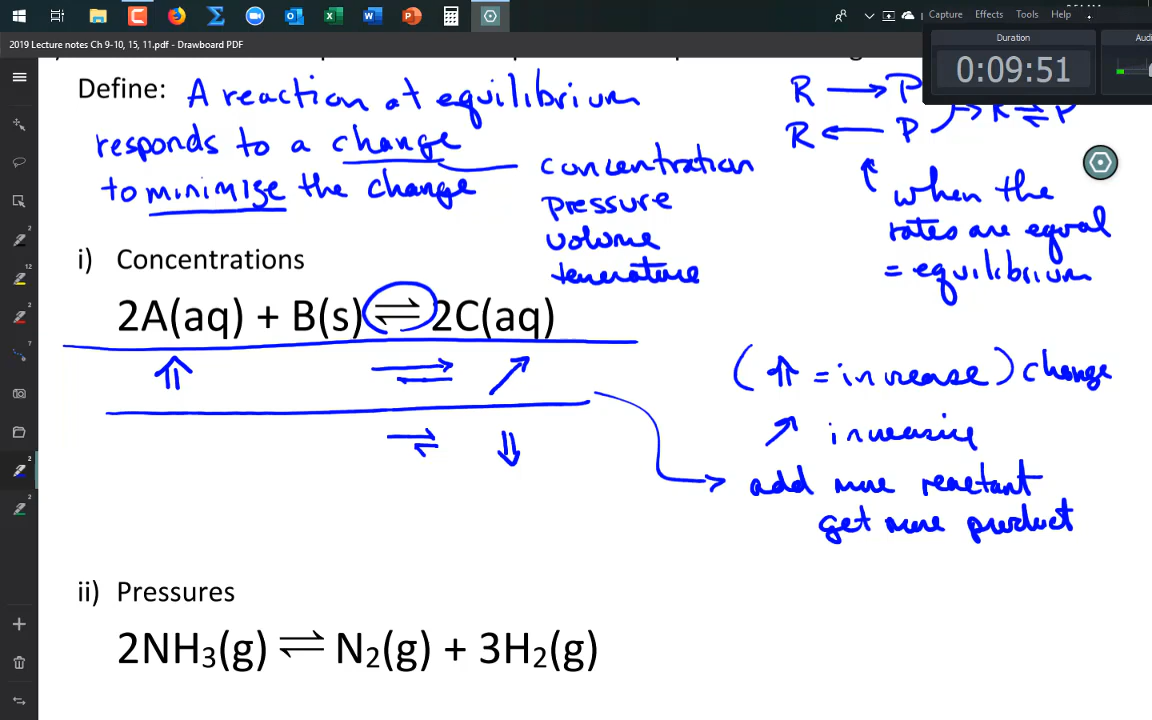 Capture Effects Tools Help
2019 Lecture notes Ch 9-10, 15, 11.pdf - Drawboard PDF
Duration
Audi
0:09:51
Define: A reaction at equilibrium
responds to a change
to minimize the change
concentration
pressure
volume
temerature
R ⟶ P
R ⟵ P → R ⇌ P
↑ when the
rates are equal
= equilibrium
i) Concentrations
2A(aq) + B(s) ⇌ 2C(aq)
⇑ ⇌ ↗
⇌ ⇓
(⇑ = increase) change
↗ increasing
→ add more reactant
get more product
ii) Pressures
2NH₃(g) ⇌ N₂(g) + 3H₂(g)